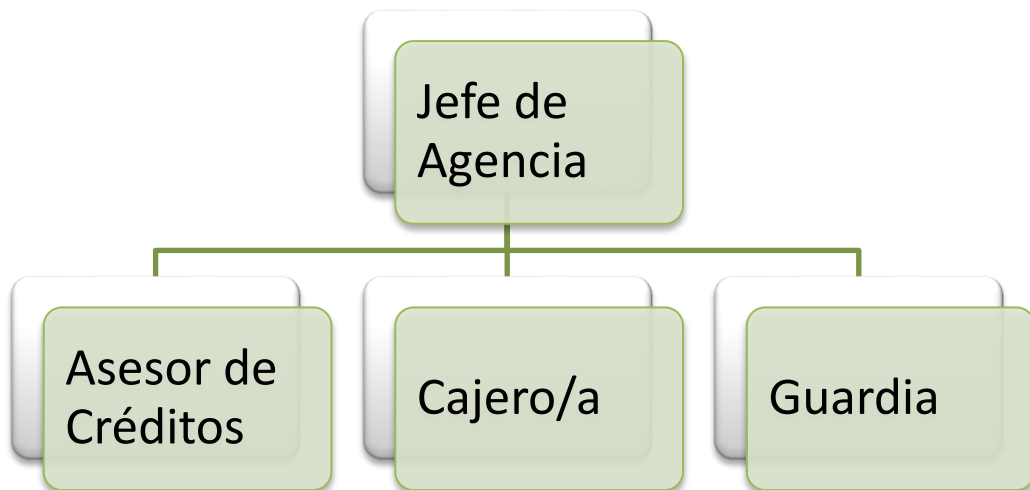 Jefe de
Agencia
Asesor de
Créditos
Cajero/a
Guardia